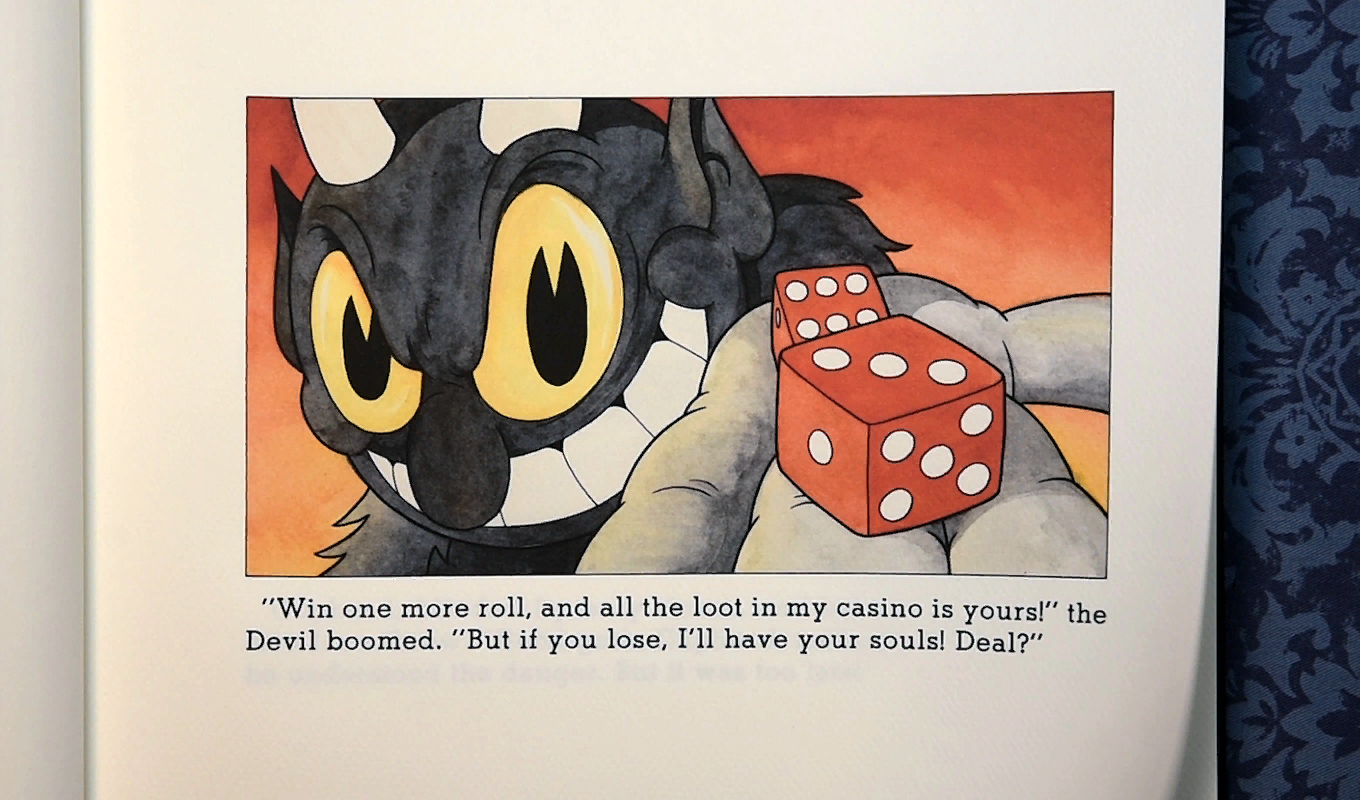 "Win one more roll, and all the loot in my casino is yours!" the
Devil boomed. "But if you lose, I'll have your souls! Deal?"